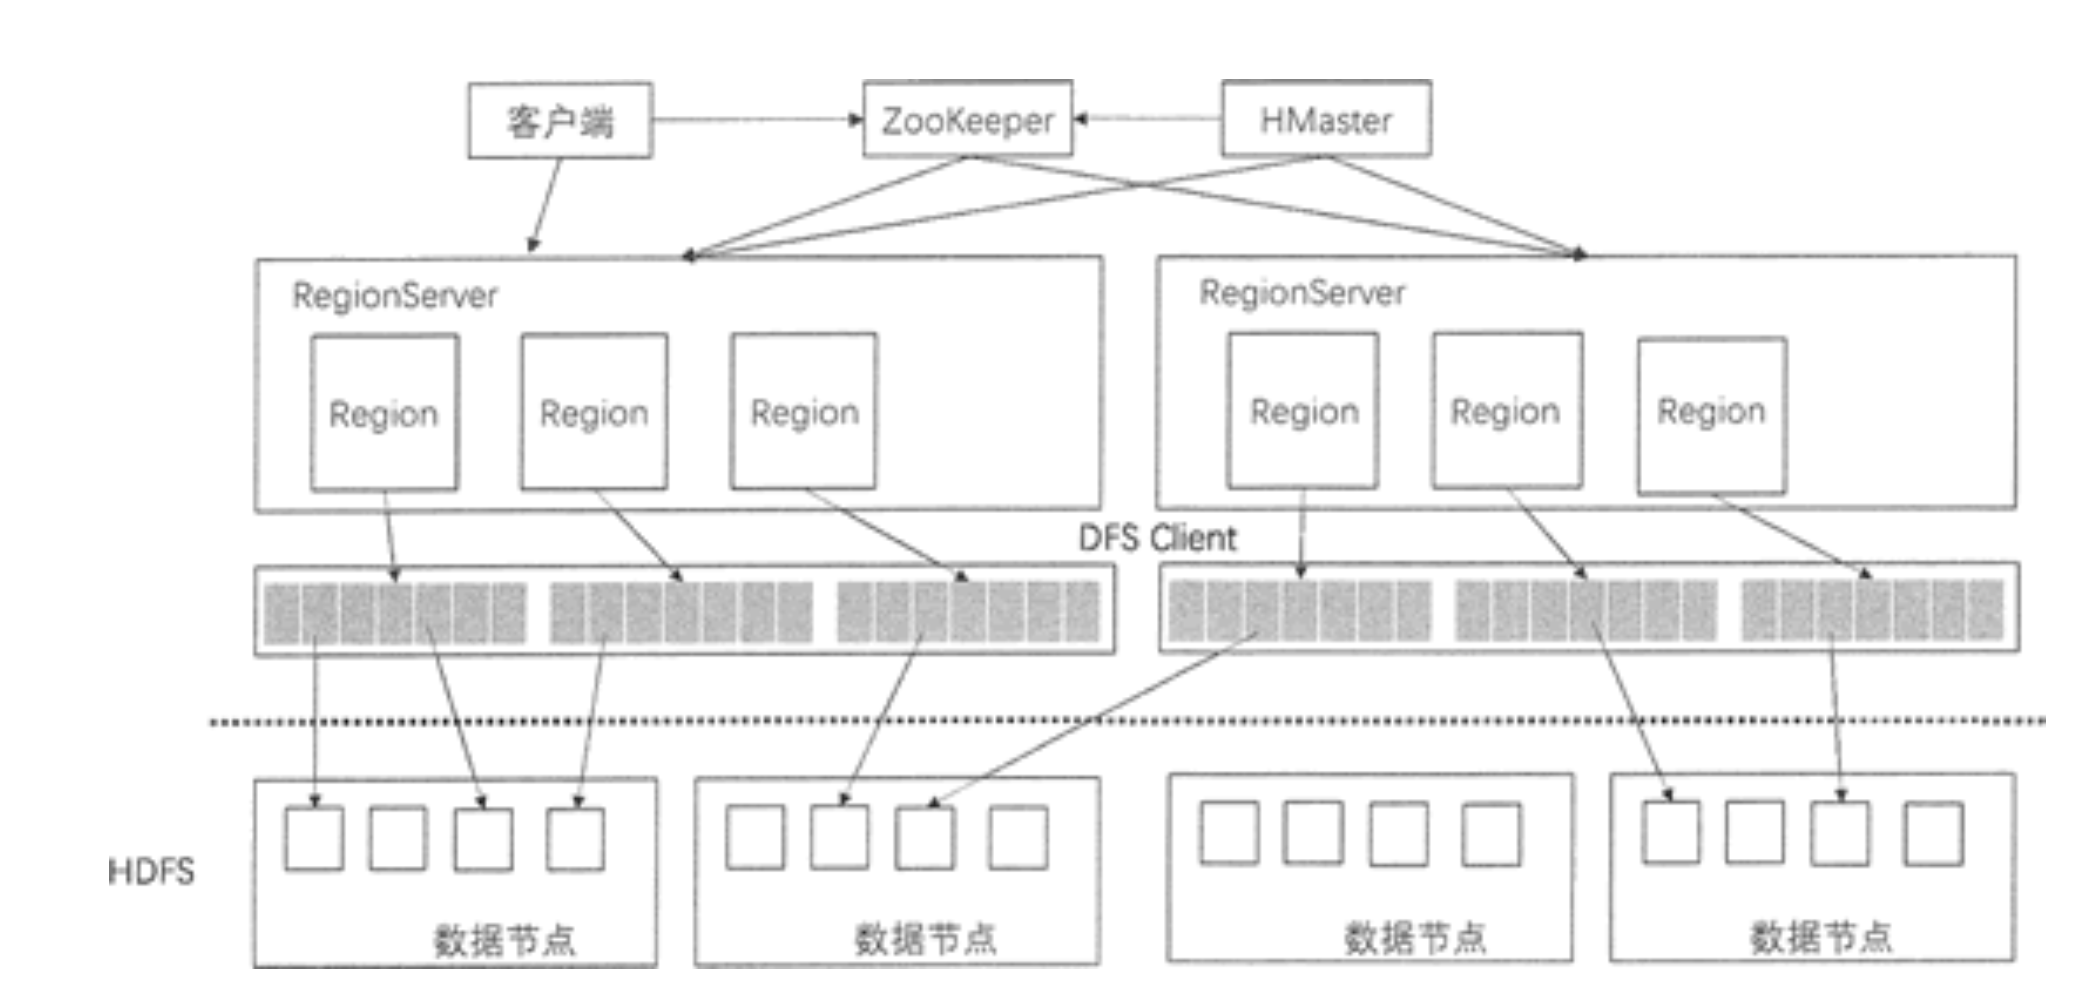 客户端
ZooKeeper
HMaster
RegionServer
RegionServer
Region
Region
Region
Region
Region
Region
DFS Client
HDFS
数据节点
数据节点
数据节点
数据节点